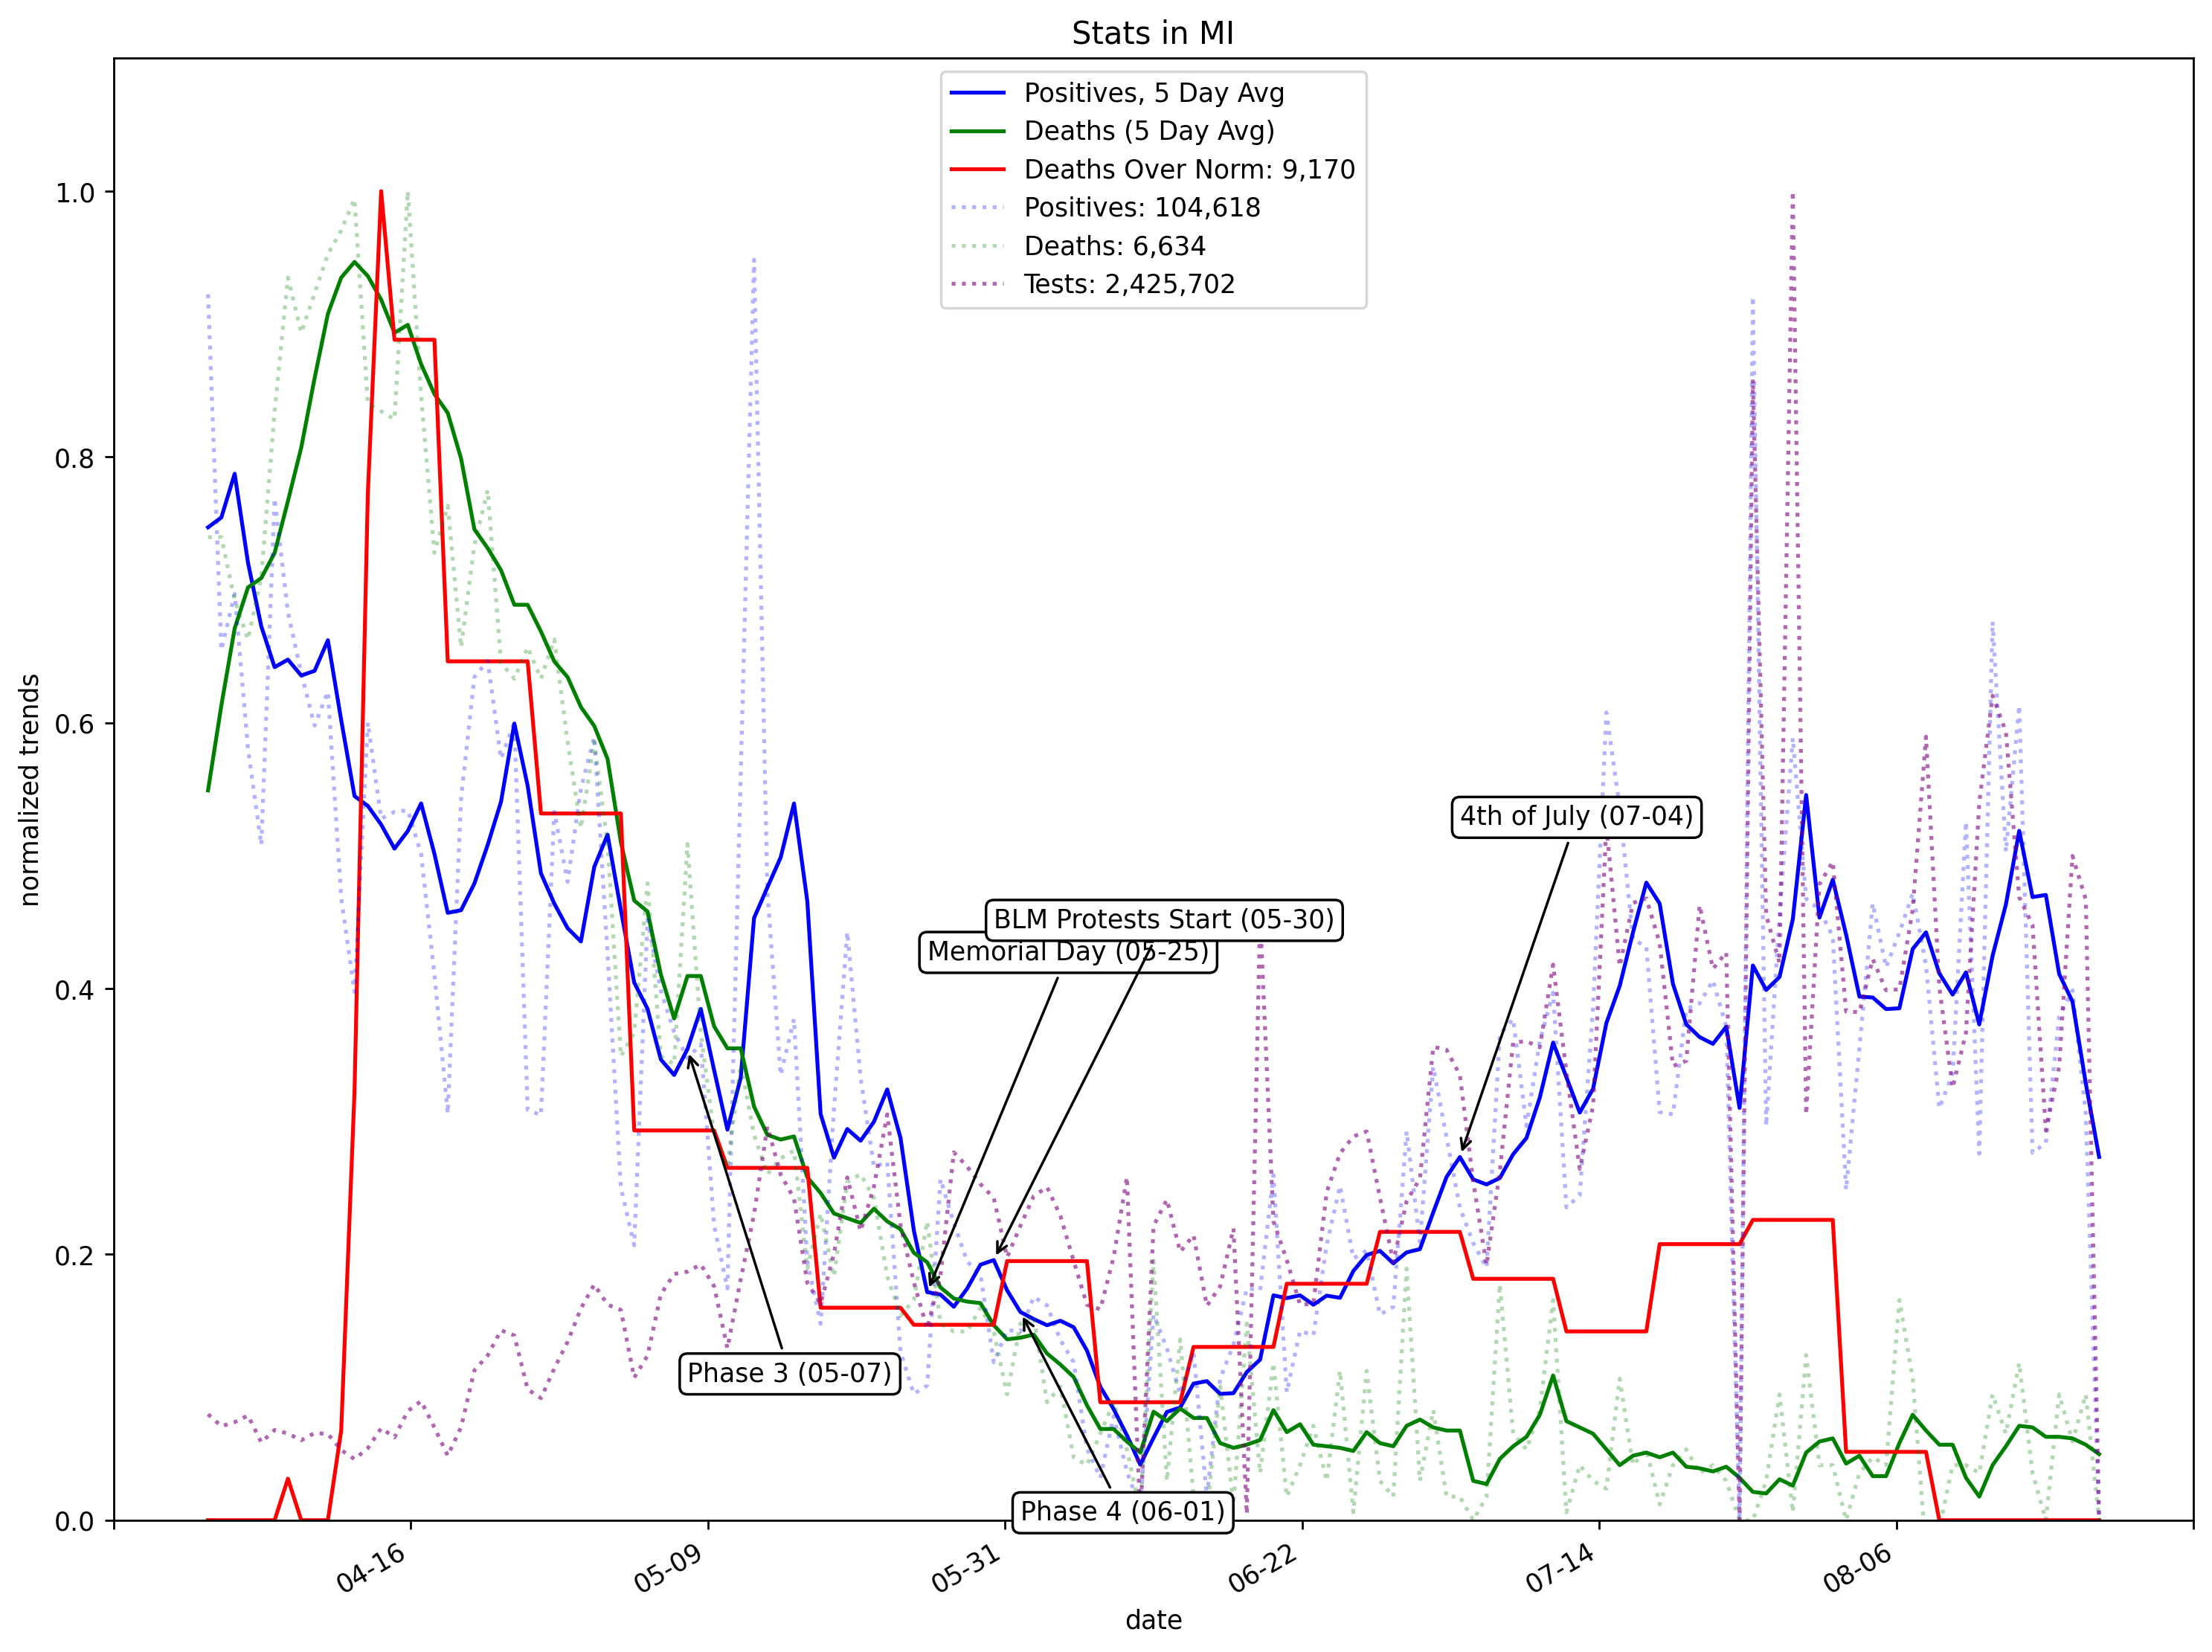 Stats in MI
Positives, 5 Day Avg
Deaths (5 Day Avg)
Deaths Over Norm: 9,170
Positives: 104,618
Deaths: 6,634
Tests: 2,425,702
1.0
0.8
0.6
0.4
0.2
0.0
normalized trends
4th of July (07-04)
BLM Protests Start (05-30)
Memorial Day (05-25)
Phase 3 (05-07)
Phase 4 (06-01)
04-16
05-09
05-31
06-22
07-14
08-06
date